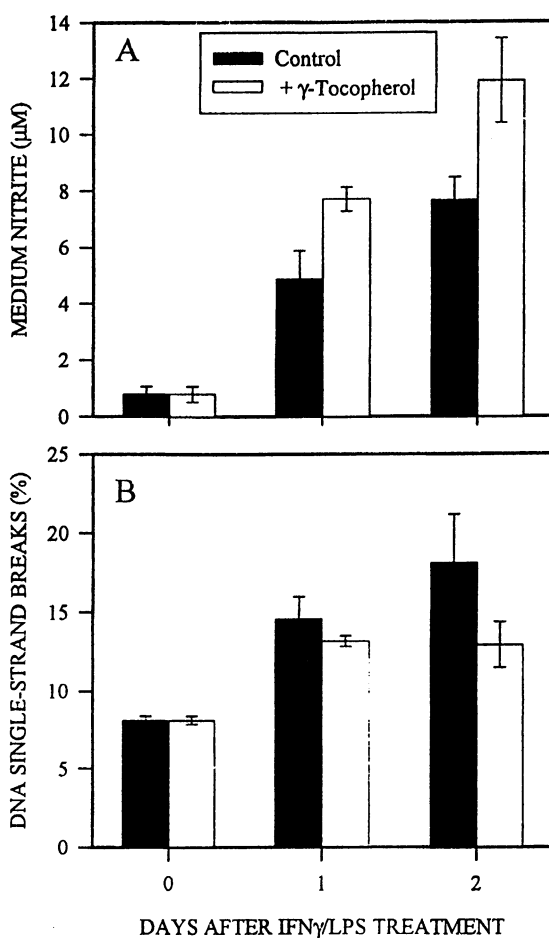 A
Control
+ γ-Tocopherol
MEDIUM NITRITE (μM)
14
12
10
8
6
4
2
0
B
DNA SINGLE-STRAND BREAKS (%)
25
20
15
10
5
0
0 1 2
DAYS AFTER IFNγ/LPS TREATMENT